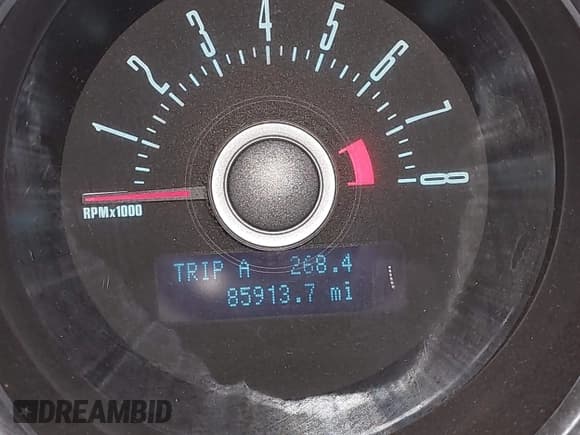 1 2 3 4 5 6 7 8
RPMx1000
TRIP A 268.4
85913.7 mi
DREAMBID